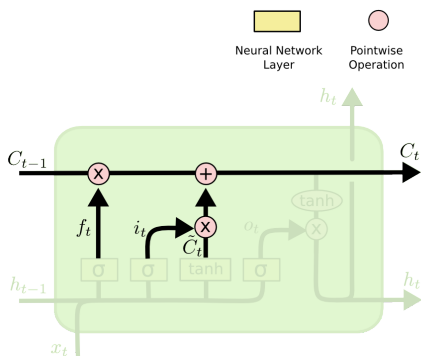 Neural Network
Layer
Pointwise
Operation
h_t
C_{t-1}
x
+
C_t
tanh
f_t
i_t
x
C̃_t
o_t
x
σ
σ
tanh
σ
h_{t-1}
h_t
x_t